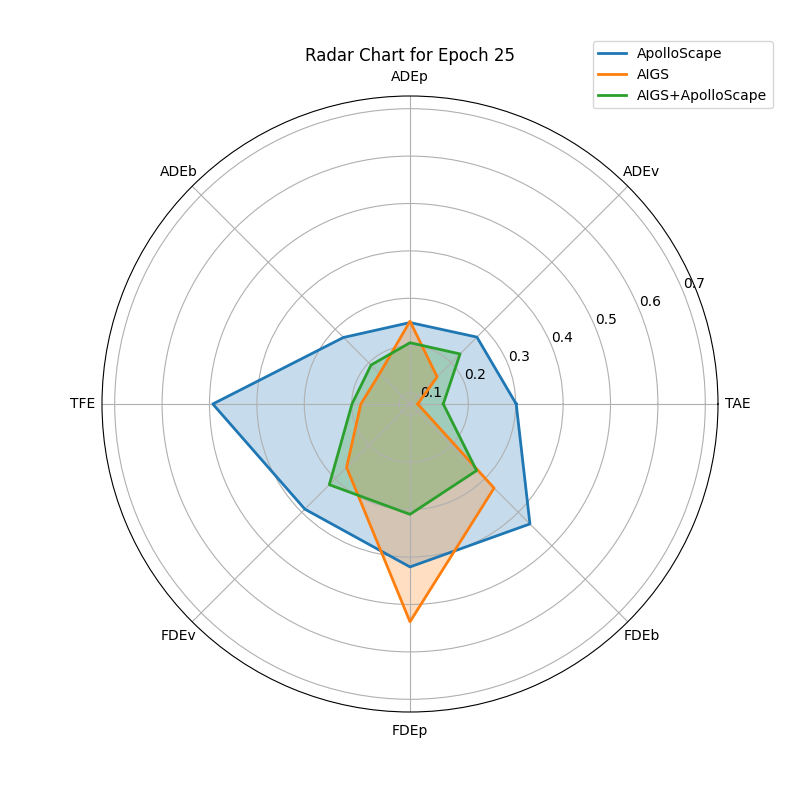 Radar Chart for Epoch 25
ApolloScape
AIGS
AIGS+ApolloScape
ADEp
ADEb
ADEv
0.7
0.6
0.5
0.4
0.3
0.2
0.1
TFE
TAE
FDEv
FDEb
FDEp